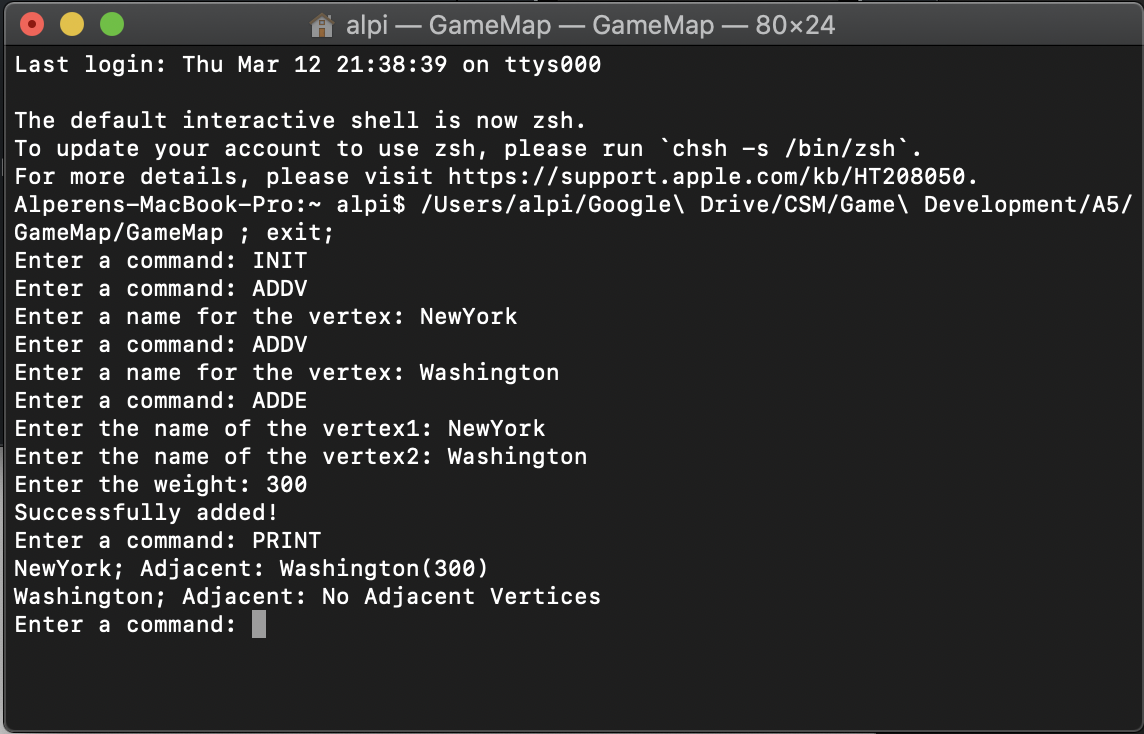 alpi — GameMap — GameMap — 80×24
Last login: Thu Mar 12 21:38:39 on ttys000
The default interactive shell is now zsh.
To update your account to use zsh, please run `chsh -s /bin/zsh`.
For more details, please visit https://support.apple.com/kb/HT208050.
Alperens-MacBook-Pro:~ alpi$ /Users/alpi/Google\ Drive/CSM/Game\ Development/A5/
GameMap/GameMap ; exit;
Enter a command: INIT
Enter a command: ADDV
Enter a name for the vertex: NewYork
Enter a command: ADDV
Enter a name for the vertex: Washington
Enter a command: ADDE
Enter the name of the vertex1: NewYork
Enter the name of the vertex2: Washington
Enter the weight: 300
Successfully added!
Enter a command: PRINT
NewYork; Adjacent: Washington(300)
Washington; Adjacent: No Adjacent Vertices
Enter a command: